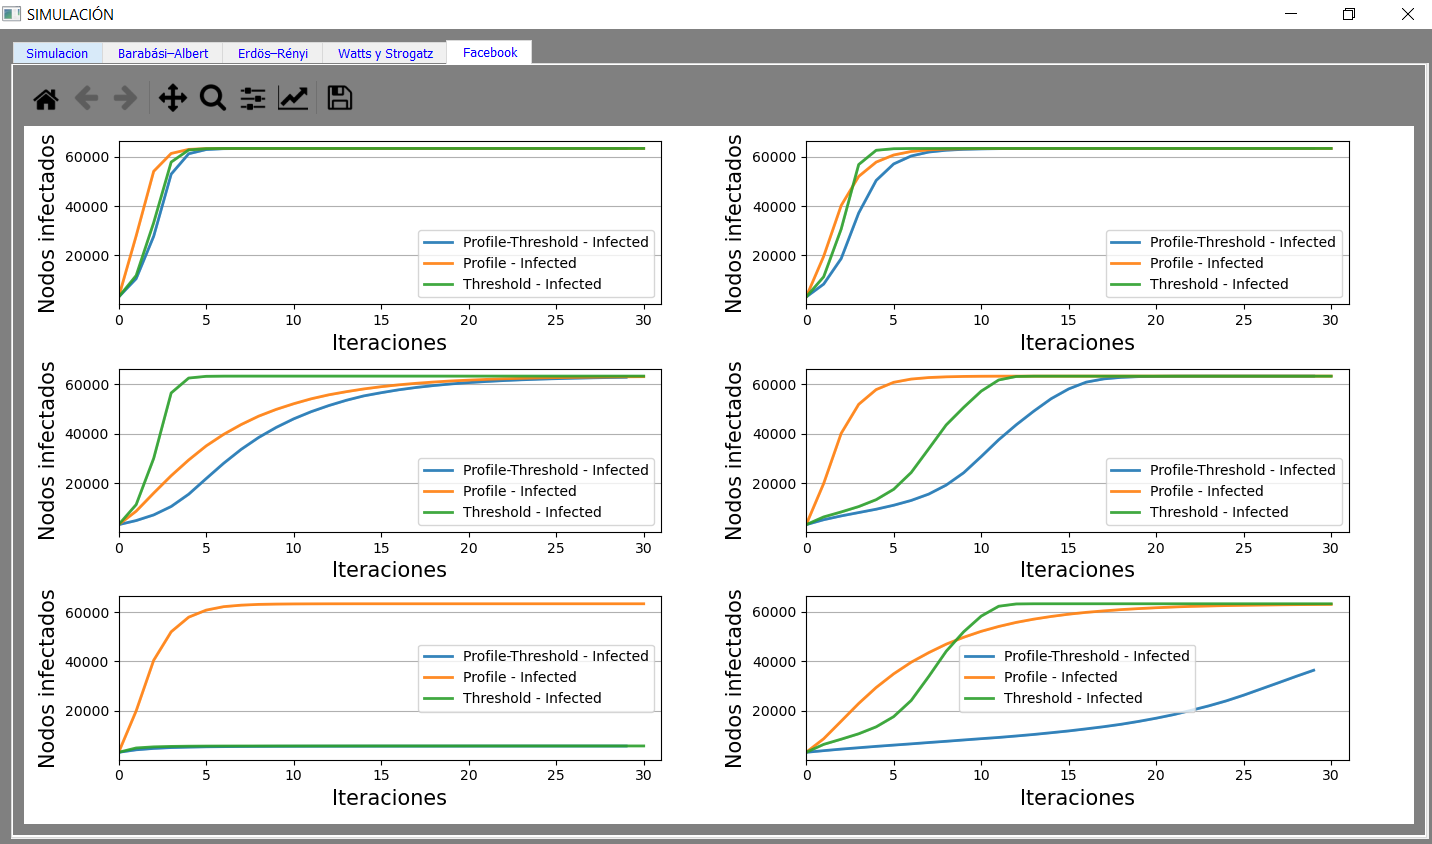 SIMULACIÓN
Simulacion Barabási–Albert Erdös–Rényi Watts y Strogatz Facebook
Nodos infectados
60000
40000
20000
Profile-Threshold - Infected
Profile - Infected
Threshold - Infected
0 5 10 15 20 25 30
Iteraciones
Nodos infectados
60000
40000
20000
Profile-Threshold - Infected
Profile - Infected
Threshold - Infected
0 5 10 15 20 25 30
Iteraciones
Nodos infectados
60000
40000
20000
Profile-Threshold - Infected
Profile - Infected
Threshold - Infected
0 5 10 15 20 25 30
Iteraciones
Nodos infectados
60000
40000
20000
Profile-Threshold - Infected
Profile - Infected
Threshold - Infected
0 5 10 15 20 25 30
Iteraciones
Nodos infectados
60000
40000
20000
Profile-Threshold - Infected
Profile - Infected
Threshold - Infected
0 5 10 15 20 25 30
Iteraciones
Nodos infectados
60000
40000
20000
Profile-Threshold - Infected
Profile - Infected
Threshold - Infected
0 5 10 15 20 25 30
Iteraciones